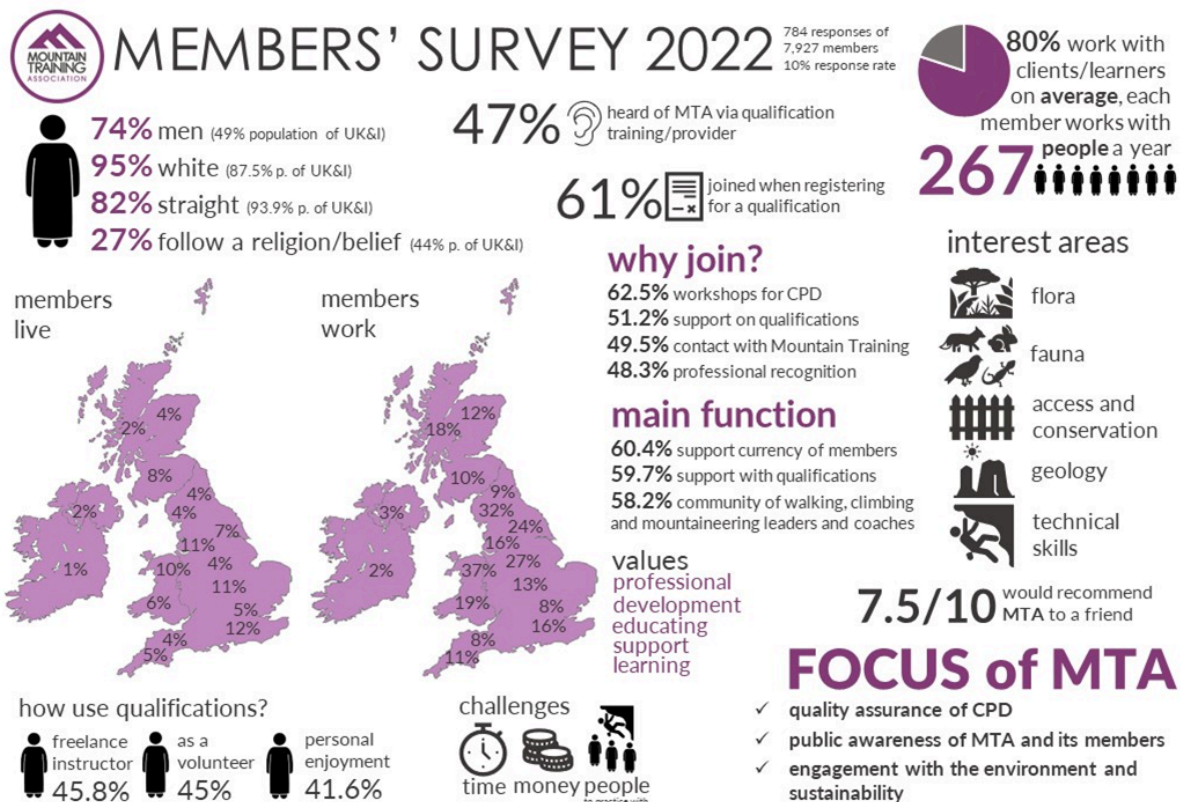 MOUNTAIN
TRAINING
ASSOCIATION
MEMBERS' SURVEY 2022
784 responses of
7,927 members
10% response rate
74% men (49% population of UK&I)
95% white (87.5% p. of UK&I)
82% straight (93.9% p. of UK&I)
27% follow a religion/belief (44% p. of UK&I)
47% heard of MTA via qualification
training/provider
61% joined when registering
for a qualification
80% work with
clients/learners
on average, each
member works with
267 people a year
members
live
4%
2%
8%
4%
2%
4%
7%
11%
1%
10%
4%
11%
6%
5%
12%
4%
5%
members
work
12%
18%
10%
9%
3%
32%
24%
16%
2%
37%
27%
13%
19%
8%
16%
8%
11%
why join?
62.5% workshops for CPD
51.2% support on qualifications
49.5% contact with Mountain Training
48.3% professional recognition
main function
60.4% support currency of members
59.7% support with qualifications
58.2% community of walking, climbing
and mountaineering leaders and coaches
values
professional
development
educating
support
learning
interest areas
flora
fauna
access and
conservation
geology
technical
skills
7.5/10 would recommend
MTA to a friend
FOCUS of MTA
✓ quality assurance of CPD
✓ public awareness of MTA and its members
✓ engagement with the environment and
sustainability
how use qualifications?
freelance
instructor
45.8%
as a
volunteer
45%
personal
enjoyment
41.6%
challenges
time money people
to practice with